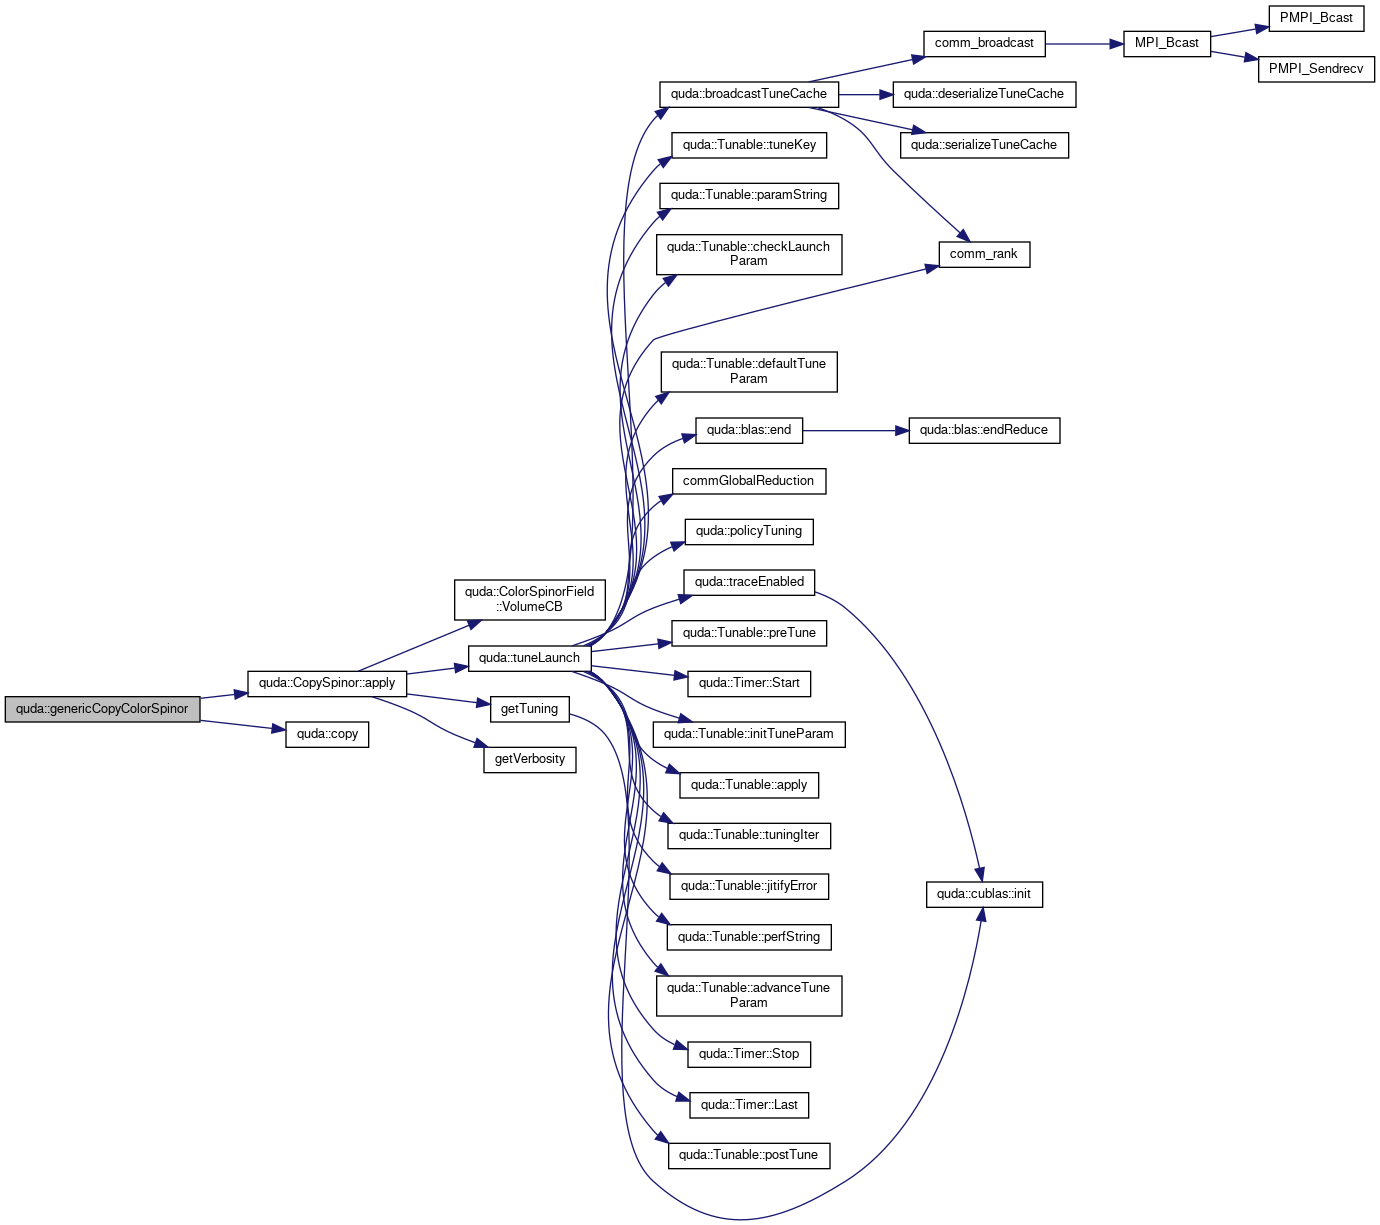 PMPI_Bcast
comm_broadcast
MPI_Bcast
PMPI_Sendrecv
quda::broadcastTuneCache
quda::deserializeTuneCache
quda::Tunable::tuneKey
quda::serializeTuneCache
quda::Tunable::paramString
quda::Tunable::checkLaunch
Param
comm_rank
quda::Tunable::defaultTune
Param
quda::blas::end
quda::blas::endReduce
commGlobalReduction
quda::policyTuning
quda::traceEnabled
quda::ColorSpinorField
::VolumeCB
quda::Tunable::preTune
quda::tuneLaunch
quda::CopySpinor::apply
quda::Timer::Start
quda::genericCopyColorSpinor
getTuning
quda::copy
quda::Tunable::initTuneParam
getVerbosity
quda::Tunable::apply
quda::Tunable::tuningIter
quda::Tunable::jitifyError
quda::cublas::init
quda::Tunable::perfString
quda::Tunable::advanceTune
Param
quda::Timer::Stop
quda::Timer::Last
quda::Tunable::postTune